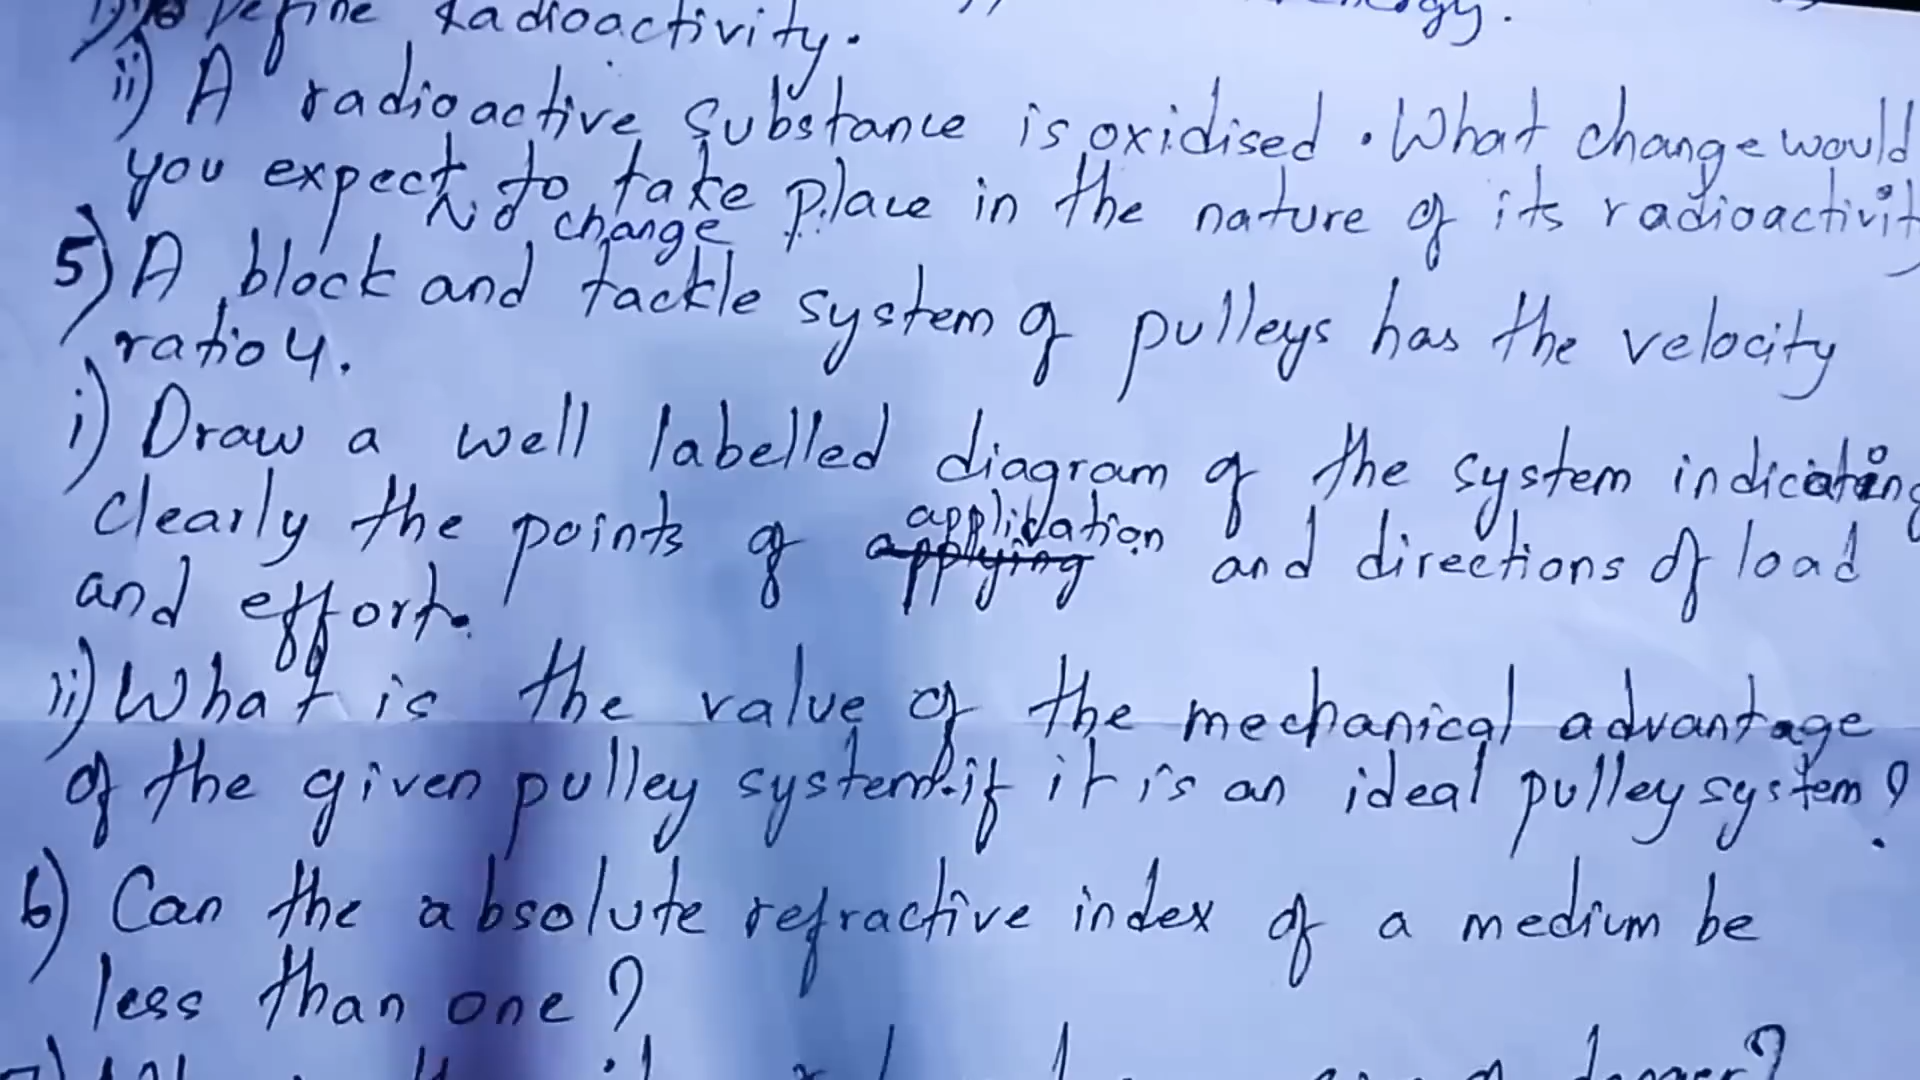 Define Radioactivity.
ii) A radioactive substance is oxidised. What change would
you expect to take place in the nature of its radioactivit
No change
5) A block and tackle system of pulleys has the velocity
ratio 4.
i) Draw a well labelled diagram of the system indicating
clearly the points of application and directions of load
and effort.
ii) What is the value of the mechanical advantage
of the given pulley system.if it is an ideal pulley system?
6) Can the absolute refractive index of a medium be
less than one?